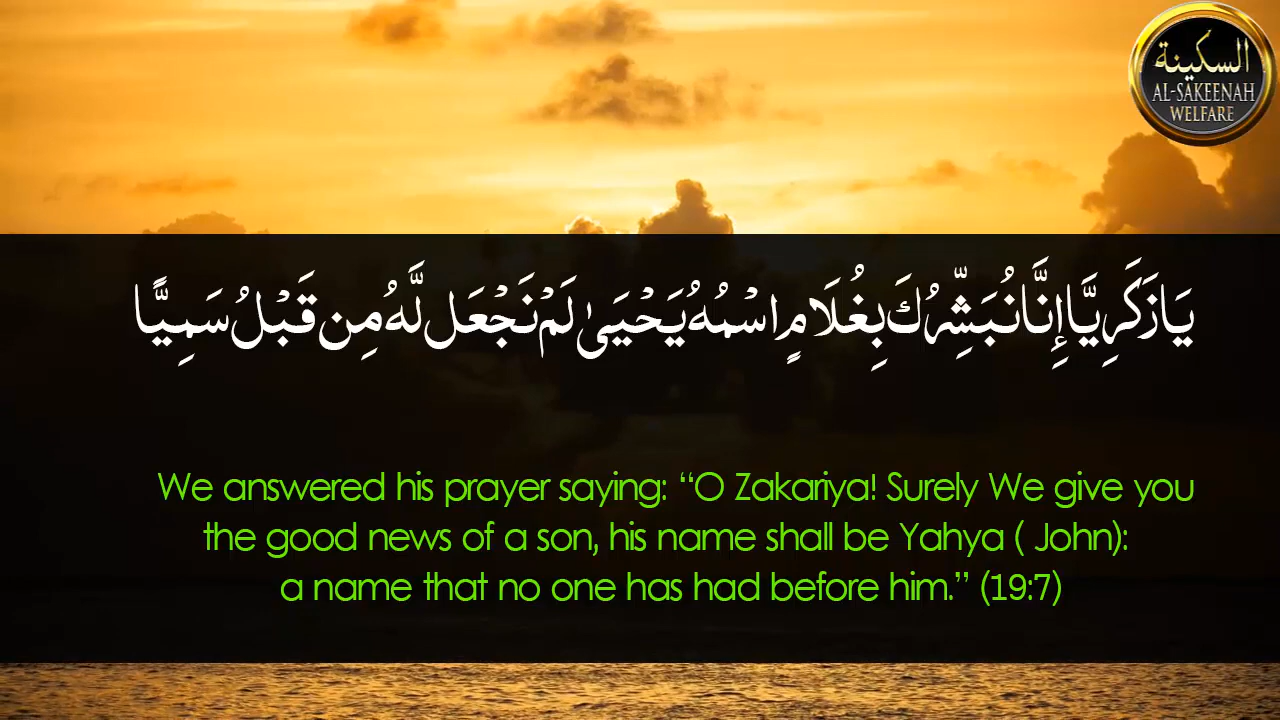 السكينة
AL-SAKEENAH
WELFARE
يَا زَكَرِيَّا إِنَّا نُبَشِّرُكَ بِغُلَامٍ اسْمُهُ يَحْيَىٰ لَمْ نَجْعَل لَّهُ مِن قَبْلُ سَمِيًّا
We answered his prayer saying: “O Zakariya! Surely We give you
the good news of a son, his name shall be Yahya ( John):
a name that no one has had before him.” (19:7)